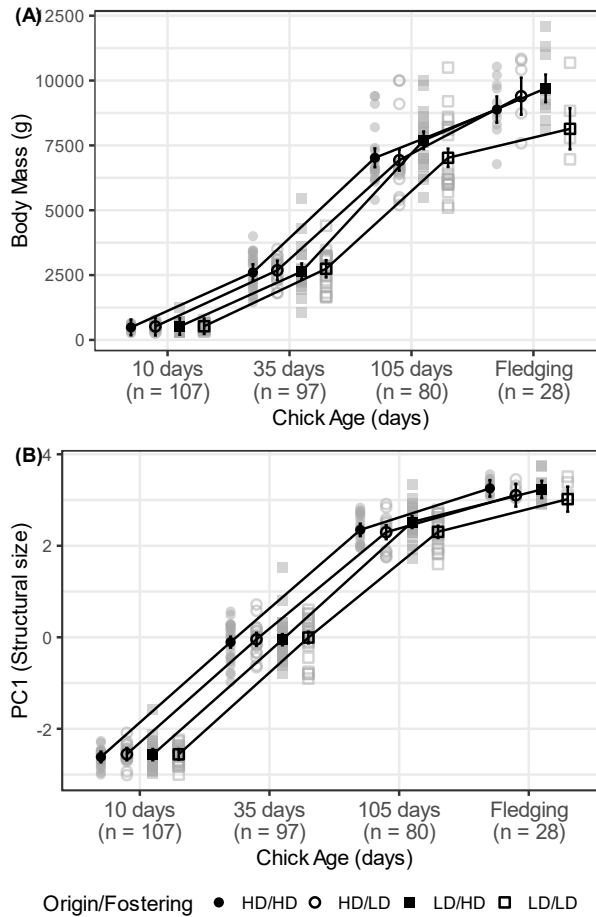 (A)
12500
10000
7500
5000
2500
0
Body Mass (g)
10 days 35 days 105 days Fledging
(n = 107) (n = 97) (n = 80) (n = 28)
Chick Age (days)
(B)
4
2
0
-2
PC1 (Structural size)
10 days 35 days 105 days Fledging
(n = 107) (n = 97) (n = 80) (n = 28)
Chick Age (days)
Origin/Fostering HD/HD HD/LD LD/HD LD/LD